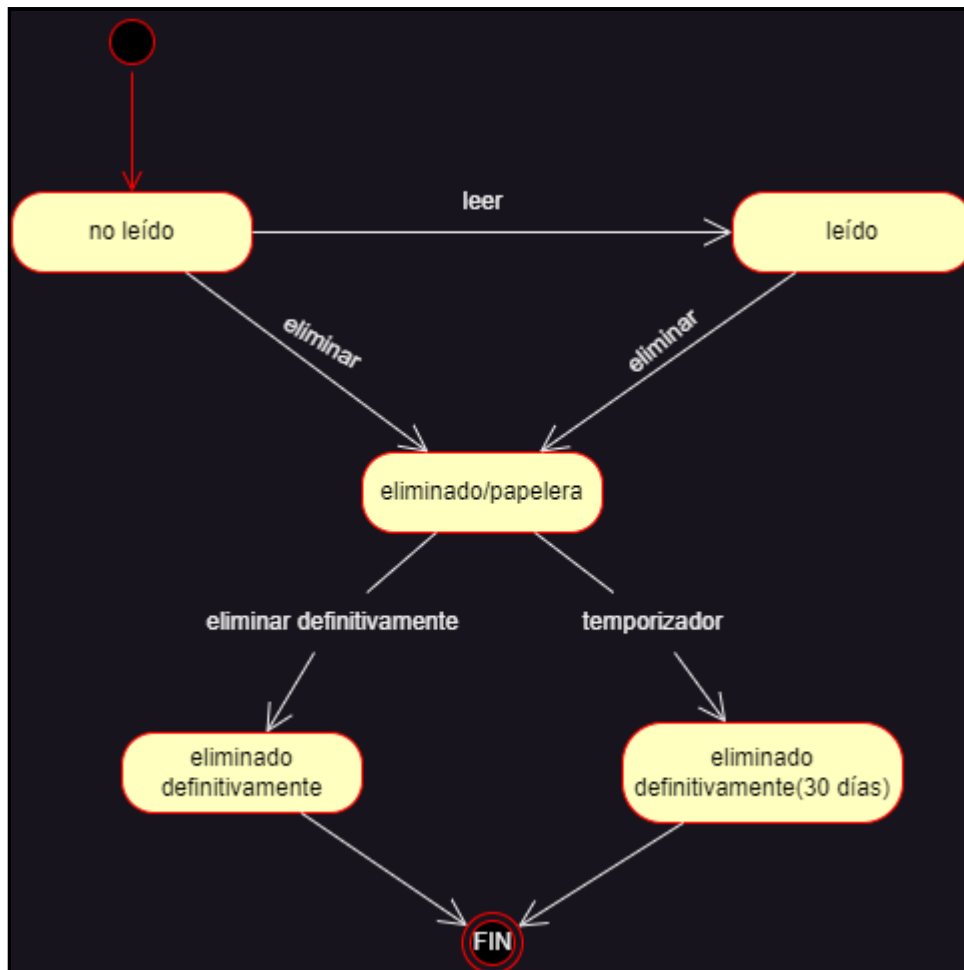 leer
no leído
leído
eliminar
eliminar
eliminado/papelera
eliminar definitivamente
temporizador
eliminado
definitivamente
eliminado
definitivamente(30 días)
FIN